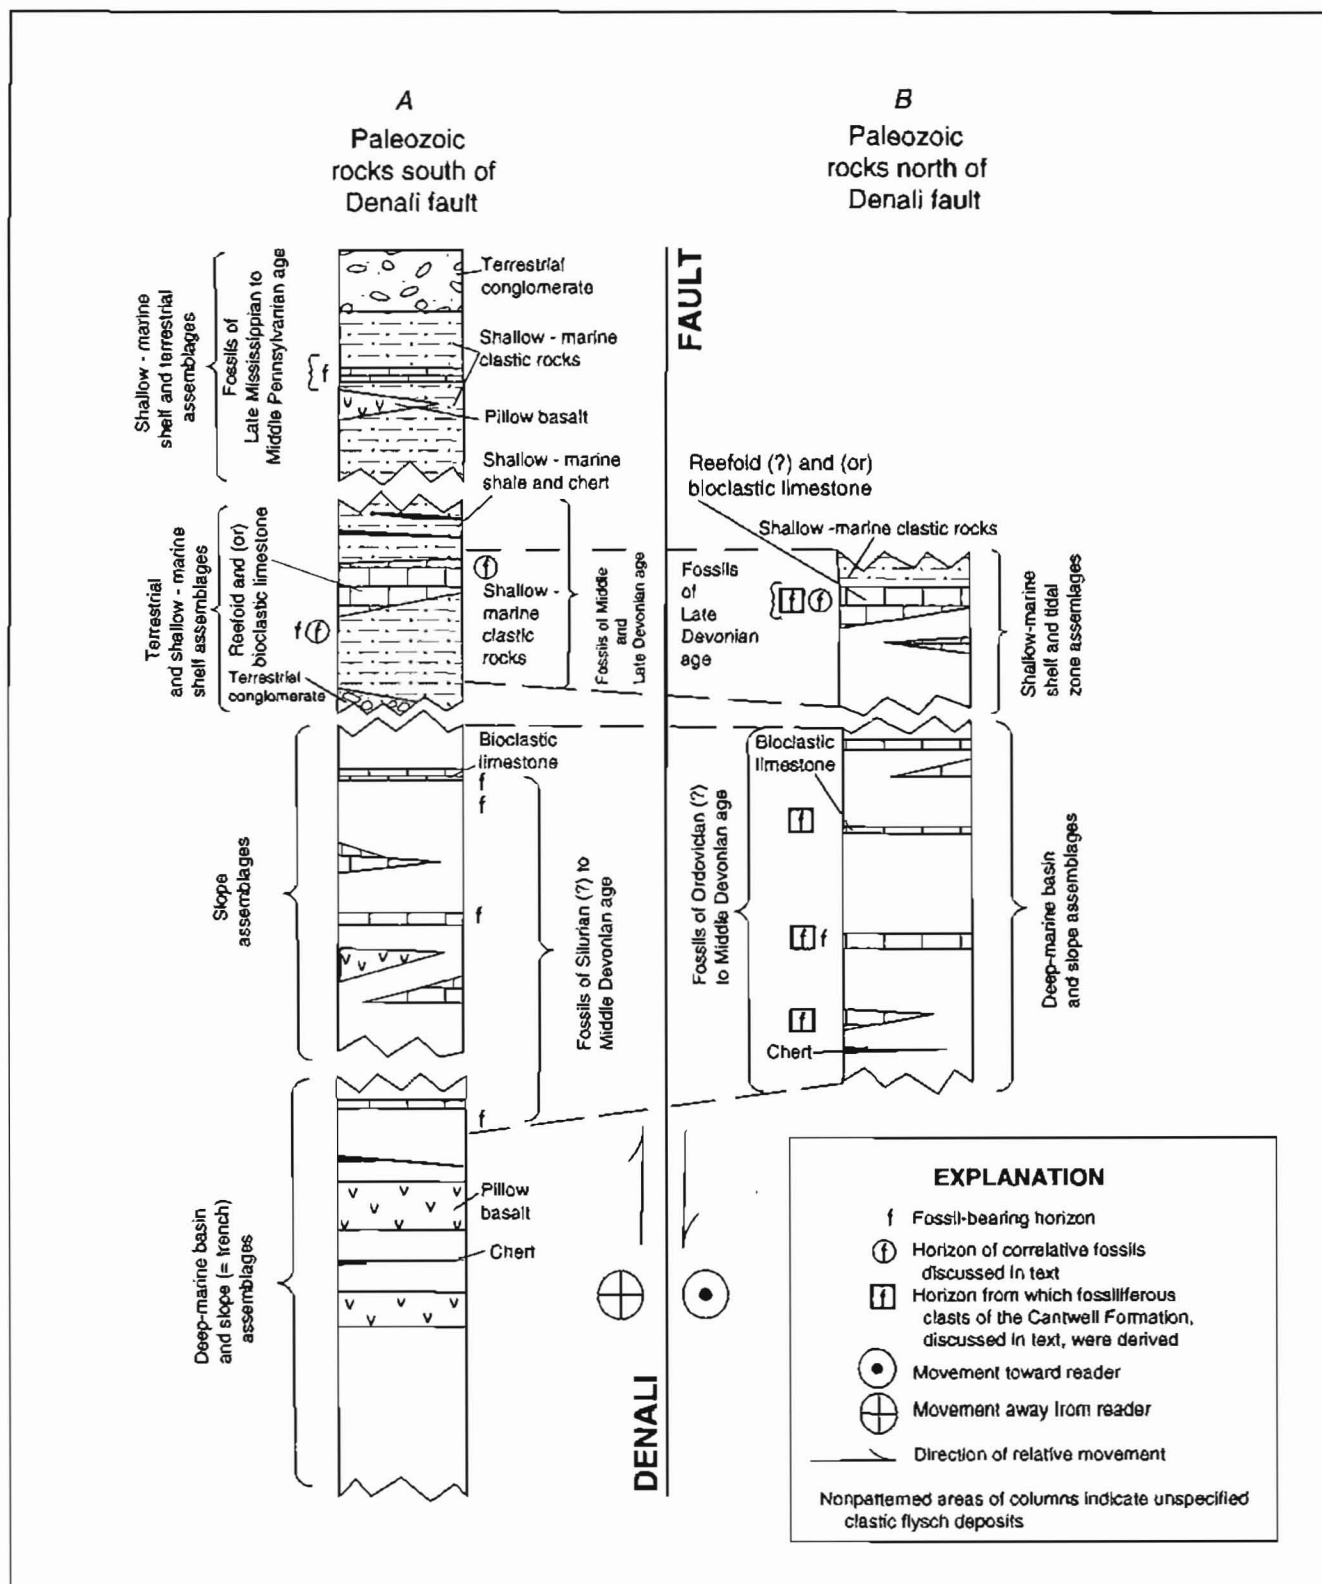 A
Paleozoic
rocks south of
Denali fault
B
Paleozoic
rocks north of
Denali fault
Shallow - marine
shelf and terrestrial
assemblages
Fossils of
Late Mississippian to
Middle Pennsylvanian age
f
Terrestrial
conglomerate
Shallow - marine
clastic rocks
Pillow basalt
Shallow - marine
shale and chert
Terrestrial
and shallow - marine
shelf assemblages
Reefoid and (or)
bioclastic limestone
f f
Terrestrial
conglomerate
f
Shallow -
marine
clastic
rocks
Fossils of Middle
and
Late Devonian age
FAULT
Fossils
of
Late
Devonian
age
Reefold (?) and (or)
bioclastic limestone
Shallow -marine clastic rocks
f f
Shallow-marine
shelf and tidal
zone assemlages
Slope
assemblages
Bioclastic
limestone
f
f
f
Fossils of Silurian (?) to
Middle Devonian age
Fossils of Ordovician (?)
to Middle Devonian age
Bioclastic
limestone
f
f f
f
Chert
Deep-marine basin
and slope assemblages
Deep-marine basin
and slope (= trench)
assemblages
f
Pillow
basalt
Chert
DENALI
EXPLANATION
f Fossil-bearing horizon
f Horizon of correlative fossils
discussed in text
f Horizon from which fossiliferous
clasts of the Cantwell Formation,
discussed in text, were derived
Movement toward reader
Movement away from reader
Direction of relative movement
Nonpatterned areas of columns indicate unspecified
clastic flysch deposits